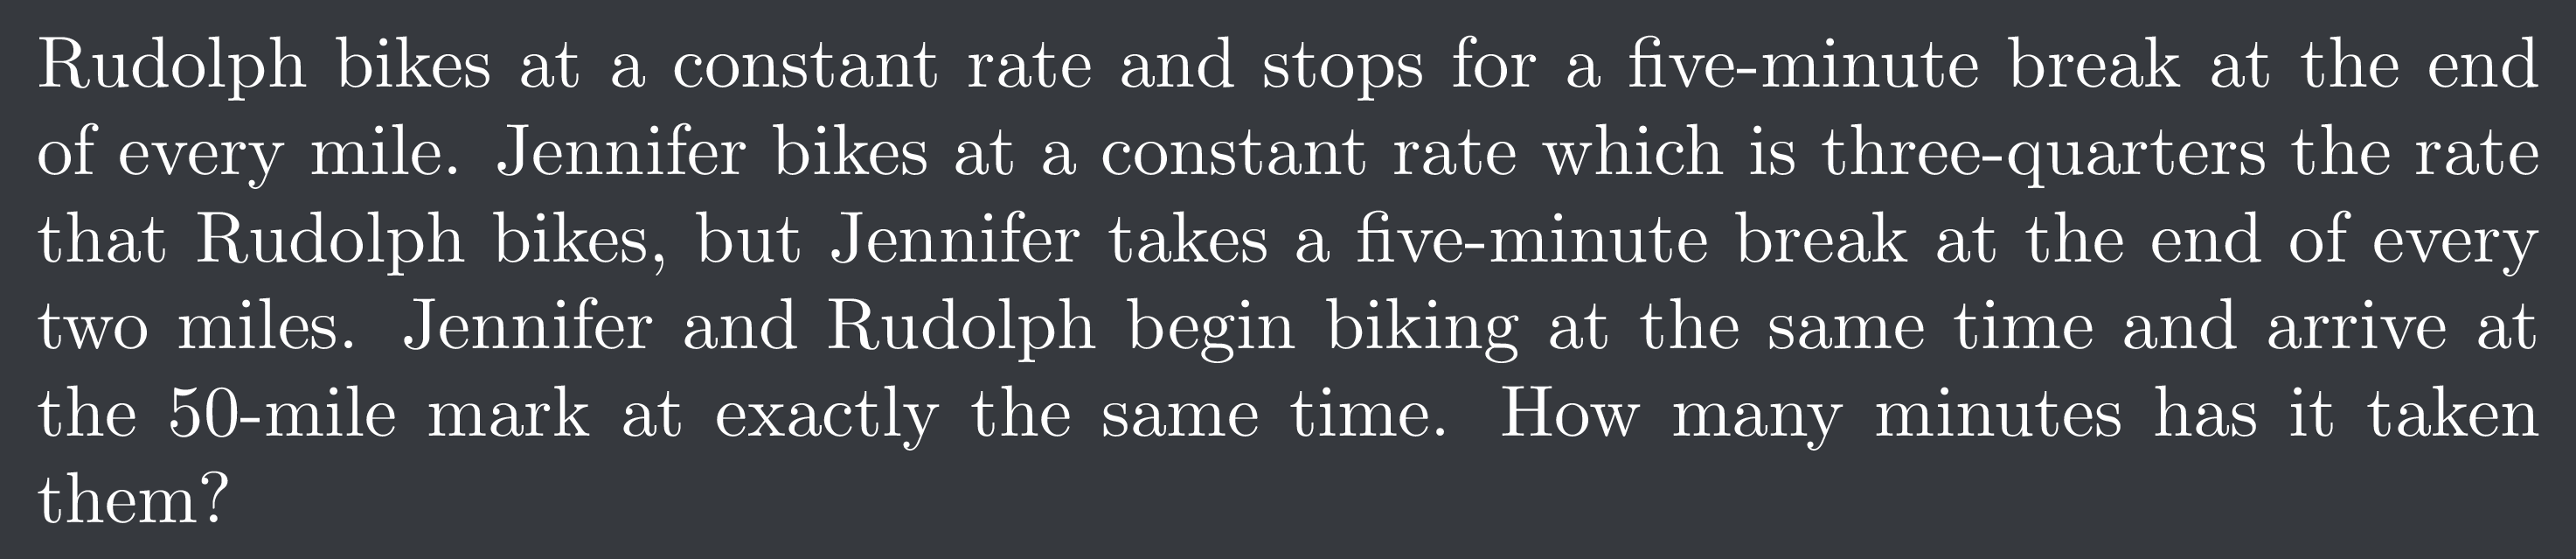 Rudolph bikes at a constant rate and stops for a five-minute break at the end
of every mile. Jennifer bikes at a constant rate which is three-quarters the rate
that Rudolph bikes, but Jennifer takes a five-minute break at the end of every
two miles. Jennifer and Rudolph begin biking at the same time and arrive at
the 50-mile mark at exactly the same time. How many minutes has it taken
them?